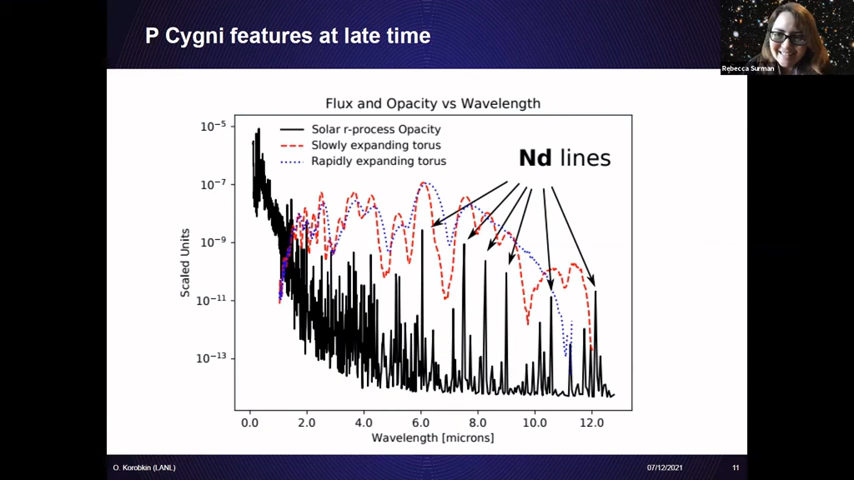 P Cygni features at late time
Rebecca Surman
Flux and Opacity vs Wavelength
Solar r-process Opacity
Slowly expanding torus
Rapidly expanding torus
Nd lines
Scaled Units
10⁻⁵
10⁻⁷
10⁻⁹
10⁻¹¹
10⁻¹³
0.0 2.0 4.0 6.0 8.0 10.0 12.0
Wavelength [microns]
O. Korobkin (LANL) 07/12/2021 11